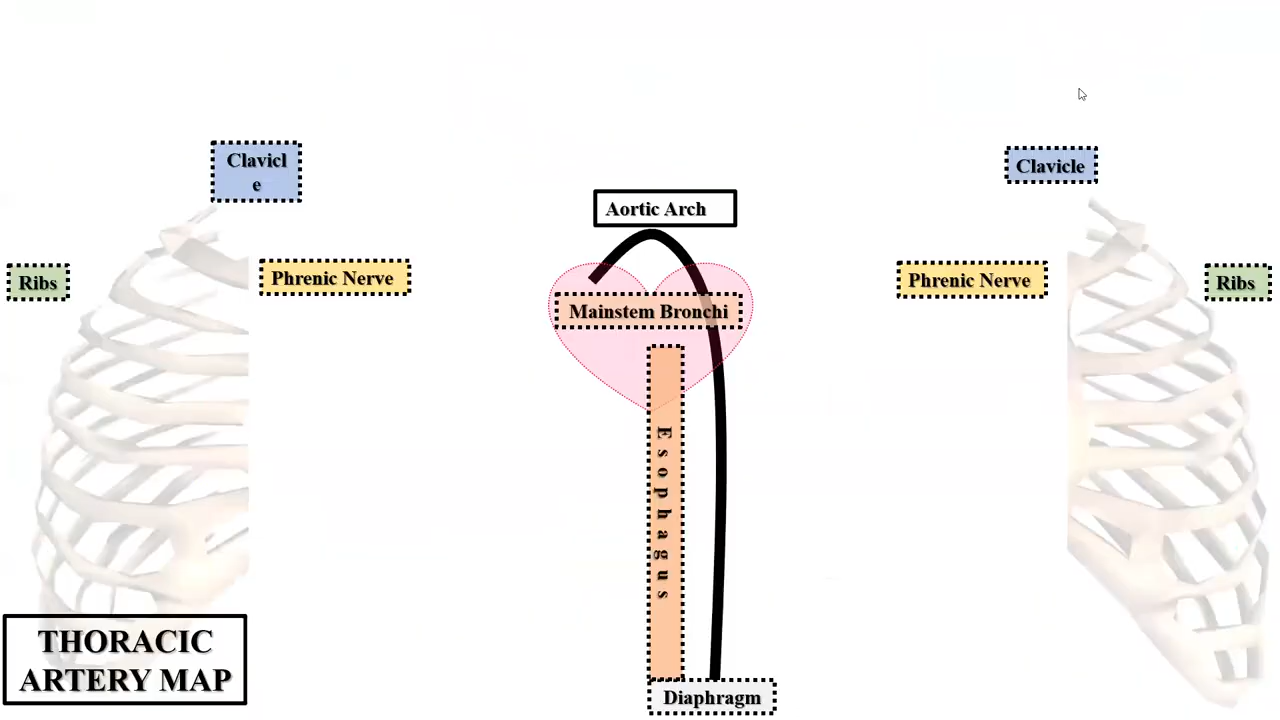 Clavicl
e
Clavicle
Aortic Arch
Ribs
Phrenic Nerve
Phrenic Nerve
Ribs
Mainstem Bronchi
Esophagus
THORACIC
ARTERY MAP
Diaphragm